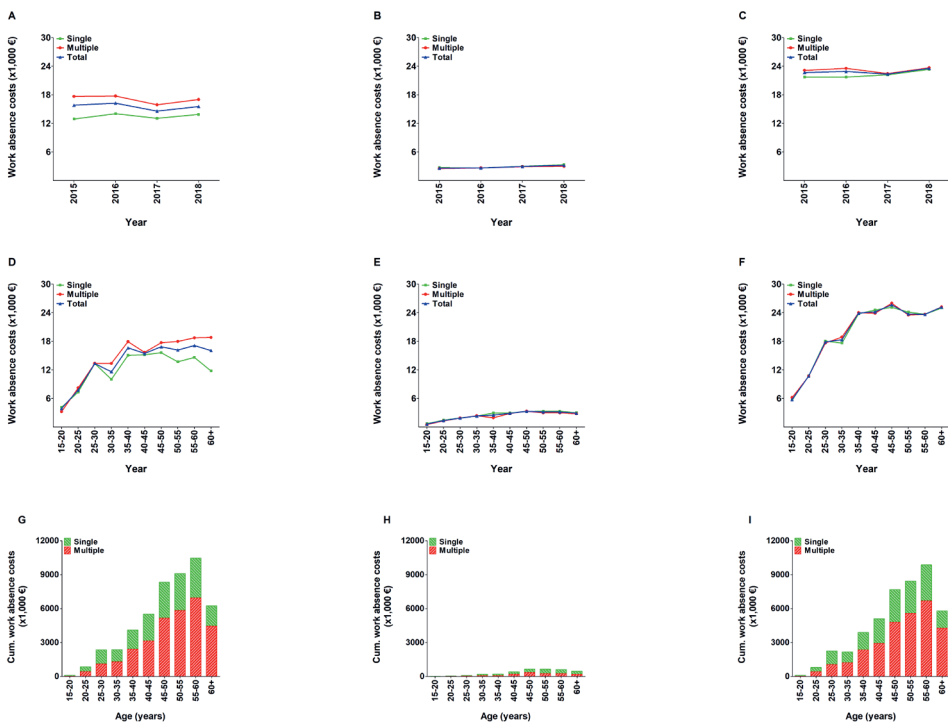 A
Work absence costs (x1,000 €)
30
24
18
12
6
Single
Multiple
Total
2015
2016
2017
2018
Year
B
Work absence costs (x1,000 €)
30
24
18
12
6
Single
Multiple
Total
2015
2016
2017
2018
Year
C
Work absence costs (x1,000 €)
30
24
18
12
6
Single
Multiple
Total
2015
2016
2017
2018
Year
D
Work absence costs (x1,000 €)
30
24
18
12
6
Single
Multiple
Total
15-20
20-25
25-30
30-35
35-40
40-45
45-50
50-55
55-60
60+
Year
E
Work absence costs (x1,000 €)
30
24
18
12
6
Single
Multiple
Total
15-20
20-25
25-30
30-35
35-40
40-45
45-50
50-55
55-60
60+
Year
F
Work absence costs (x1,000 €)
30
24
18
12
6
Single
Multiple
Total
15-20
20-25
25-30
30-35
35-40
40-45
45-50
50-55
55-60
60+
Year
G
Cum. work absence costs
(x1,000 €)
12000
9000
6000
3000
0
Single
Multiple
15-20
20-25
25-30
30-35
35-40
40-45
45-50
50-55
55-60
60+
Age (years)
H
Cum. work absence costs
(x1,000 €)
12000
9000
6000
3000
0
Single
Multiple
15-20
20-25
25-30
30-35
35-40
40-45
45-50
50-55
55-60
60+
Age (years)
I
Cum. work absence costs
(x1,000 €)
12000
9000
6000
3000
0
Single
Multiple
15-20
20-25
25-30
30-35
35-40
40-45
45-50
50-55
55-60
60+
Age (years)